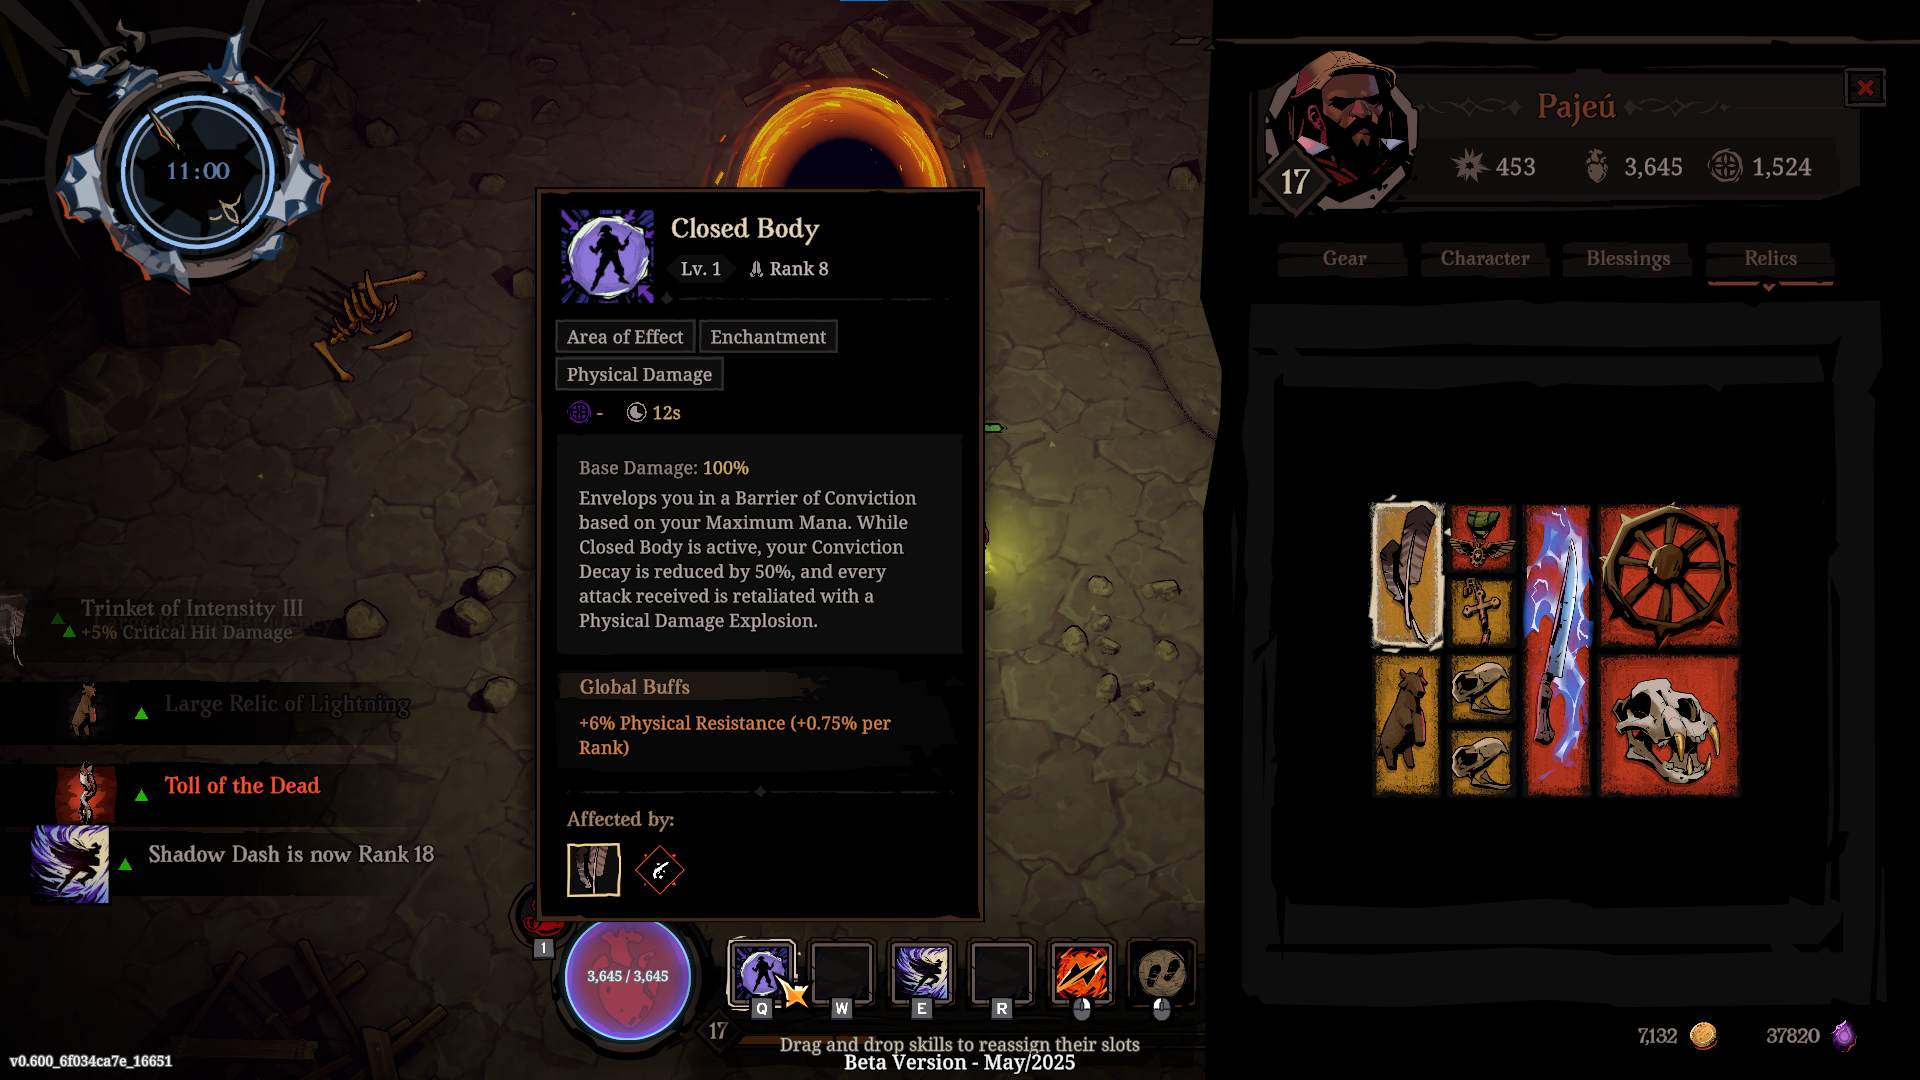 11:00
Closed Body
Lv. 1
Rank 8
Area of Effect
Enchantment
Physical Damage
-
12s
Base Damage: 100%
Envelops you in a Barrier of Conviction
based on your Maximum Mana. While
Closed Body is active, your Conviction
Decay is reduced by 50%, and every
attack received is retaliated with a
Physical Damage Explosion.
Global Buffs
+6% Physical Resistance (+0.75% per
Rank)
Affected by:
Trinket of Intensity III
+5% Critical Hit Damage
Large Relic of Lightning
Toll of the Dead
Shadow Dash is now Rank 18
1
3,645 / 3,645
17
Q
W
E
R
Drag and drop skills to reassign their slots
Beta Version - May/2025
v0.600_6f034ca7e_16651
Pajeú
17
453
3,645
1,524
Gear
Character
Blessings
Relics
7,132
37820